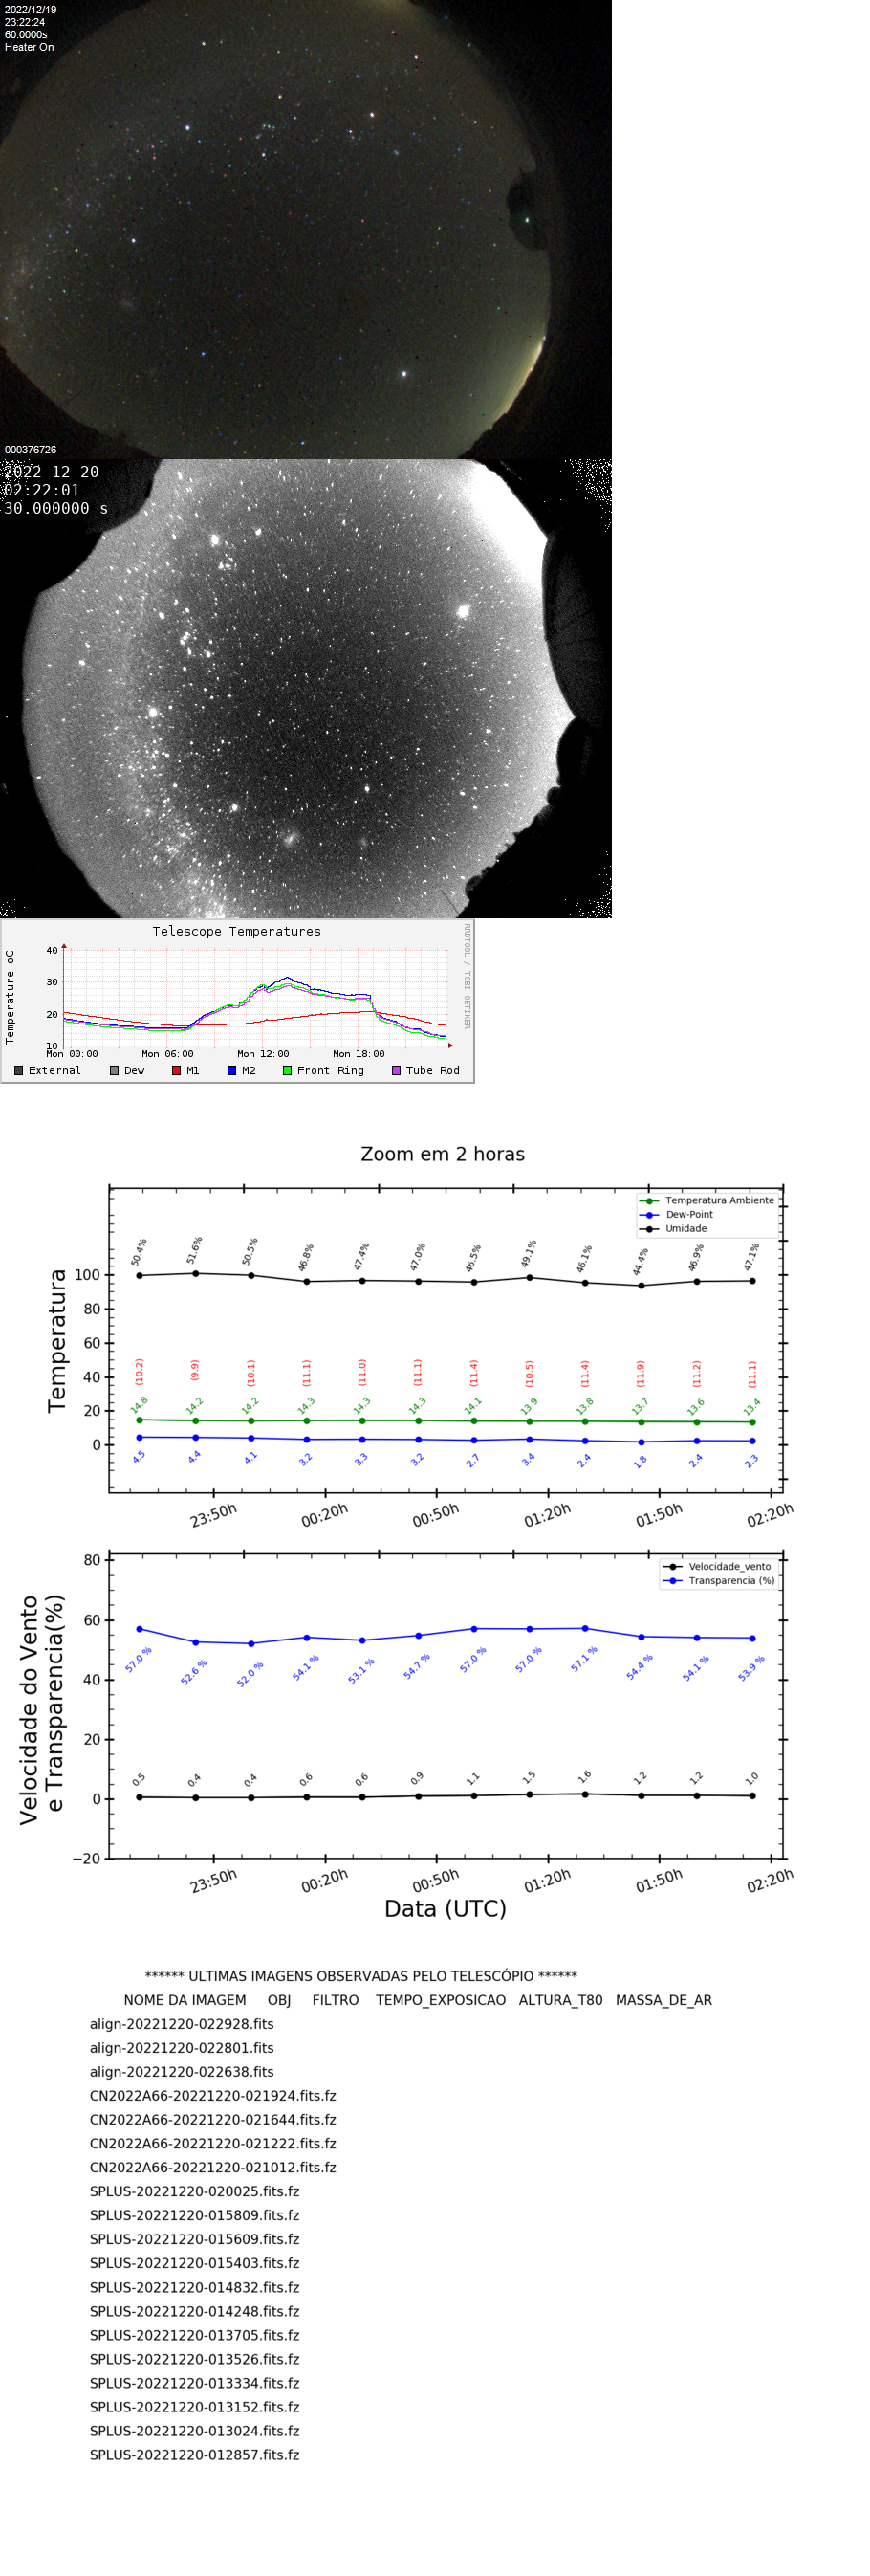 2022/12/19
23:22:24
60.0000s
Heater On
000376726
2022-12-20
02:22:01
30.000000 s
Telescope Temperatures
RRDTOOL / TOBI OETIKER
Temperature oC
40
30
20
10
Mon 00:00 Mon 06:00 Mon 12:00 Mon 18:00
External Dew M1 M2 Front Ring Tube Rod
Zoom em 2 horas
Temperatura Ambiente
Dew-Point
Umidade
Temperatura
50.4% 51.6% 50.5% 46.8% 47.4% 47.0% 46.5% 49.1% 46.1% 44.4% 46.9% 47.1%
100
80
60
40
20
0
(10.2) (9.9) (10.1) (11.1) (11.0) (11.1) (11.4) (10.5) (11.4) (11.9) (11.2) (11.1)
14.8 14.2 14.2 14.3 14.3 14.3 14.1 13.9 13.8 13.7 13.6 13.4
4.5 4.4 4.1 3.2 3.3 3.2 2.7 3.4 2.4 1.8 2.4 2.3
23:50h 00:20h 00:50h 01:20h 01:50h 02:20h
Velocidade_vento
Transparencia (%)
Velocidade do Vento
e Transparencia(%)
80
60
40
20
0
−20
57.0 % 52.6 % 52.0 % 54.1 % 53.1 % 54.7 % 57.0 % 57.0 % 57.1 % 54.4 % 54.1 % 53.9 %
0.5 0.4 0.4 0.6 0.6 0.9 1.1 1.5 1.6 1.2 1.2 1.0
23:50h 00:20h 00:50h 01:20h 01:50h 02:20h
Data (UTC)
****** ULTIMAS IMAGENS OBSERVADAS PELO TELESCÓPIO ******
NOME DA IMAGEM OBJ FILTRO TEMPO_EXPOSICAO ALTURA_T80 MASSA_DE_AR
align-20221220-022928.fits
align-20221220-022801.fits
align-20221220-022638.fits
CN2022A66-20221220-021924.fits.fz
CN2022A66-20221220-021644.fits.fz
CN2022A66-20221220-021222.fits.fz
CN2022A66-20221220-021012.fits.fz
SPLUS-20221220-020025.fits.fz
SPLUS-20221220-015809.fits.fz
SPLUS-20221220-015609.fits.fz
SPLUS-20221220-015403.fits.fz
SPLUS-20221220-014832.fits.fz
SPLUS-20221220-014248.fits.fz
SPLUS-20221220-013705.fits.fz
SPLUS-20221220-013526.fits.fz
SPLUS-20221220-013334.fits.fz
SPLUS-20221220-013152.fits.fz
SPLUS-20221220-013024.fits.fz
SPLUS-20221220-012857.fits.fz